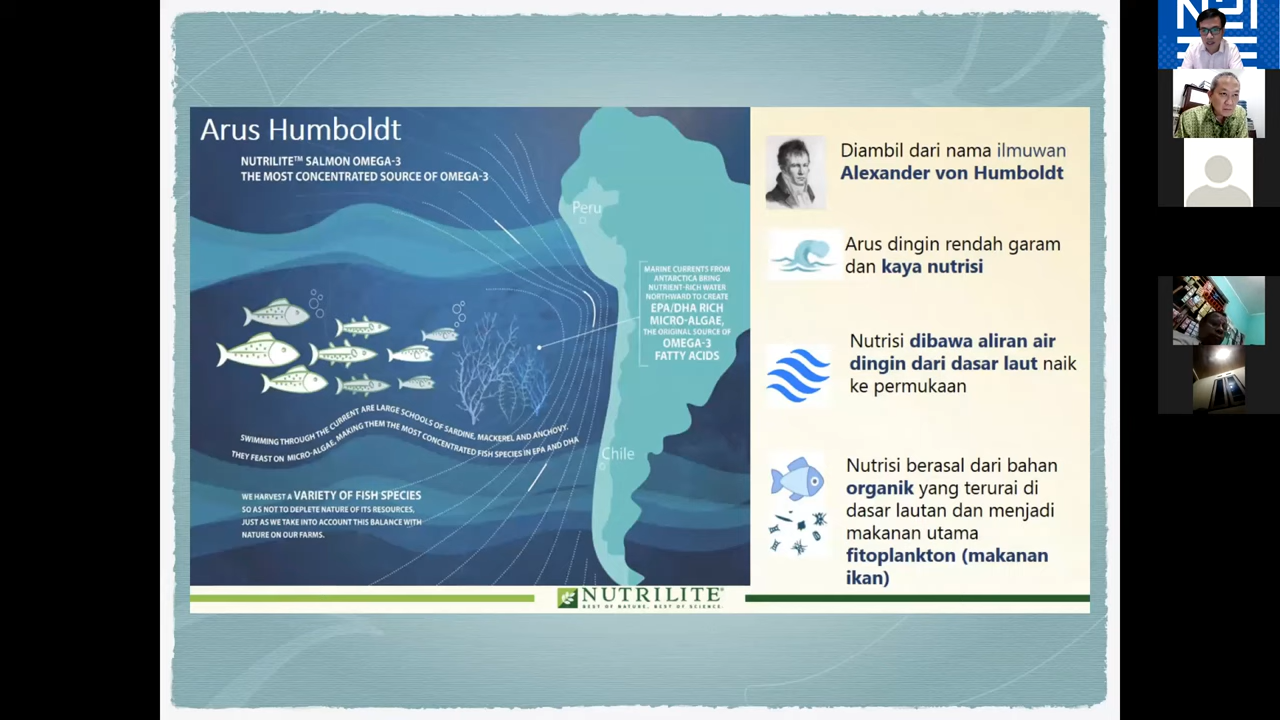 Arus Humboldt
NUTRILITE™ SALMON OMEGA-3
THE MOST CONCENTRATED SOURCE OF OMEGA-3
Peru
MARINE CURRENTS FROM
ANTARCTICA BRING
NUTRIENT-RICH WATER
NORTHWARD TO CREATE
EPA/DHA RICH
MICRO-ALGAE,
THE ORIGINAL SOURCE OF
OMEGA-3
FATTY ACIDS
SWIMMING THROUGH THE CURRENT ARE LARGE SCHOOLS OF SARDINE, MACKEREL AND ANCHOVY.
THEY FEAST ON MICRO-ALGAE, MAKING THEM THE MOST CONCENTRATED FISH SPECIES IN EPA AND DHA
Chile
WE HARVEST A VARIETY OF FISH SPECIES
SO AS NOT TO DEPLETE NATURE OF ITS RESOURCES,
JUST AS WE TAKE INTO ACCOUNT THIS BALANCE WITH
NATURE ON OUR FARMS.
Diambil dari nama ilmuwan
Alexander von Humboldt
Arus dingin rendah garam
dan kaya nutrisi
Nutrisi dibawa aliran air
dingin dari dasar laut naik
ke permukaan
Nutrisi berasal dari bahan
organik yang terurai di
dasar lautan dan menjadi
makanan utama
fitoplankton (makanan
ikan)
NUTRILITE®
BEST OF NATURE. BEST OF SCIENCE.